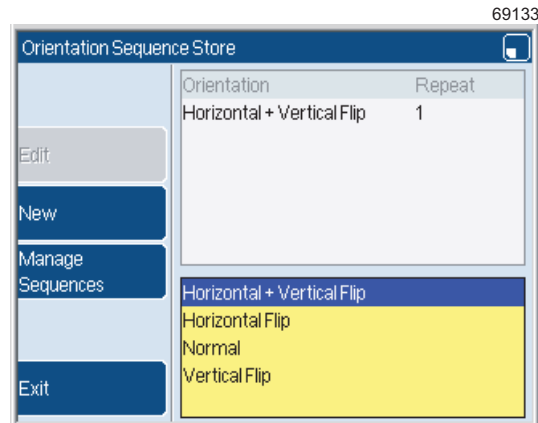 69133
Orientation Sequence Store
Orientation Repeat
Horizontal + Vertical Flip 1
Edit
New
Manage
Sequences
Horizontal + Vertical Flip
Horizontal Flip
Normal
Vertical Flip
Exit